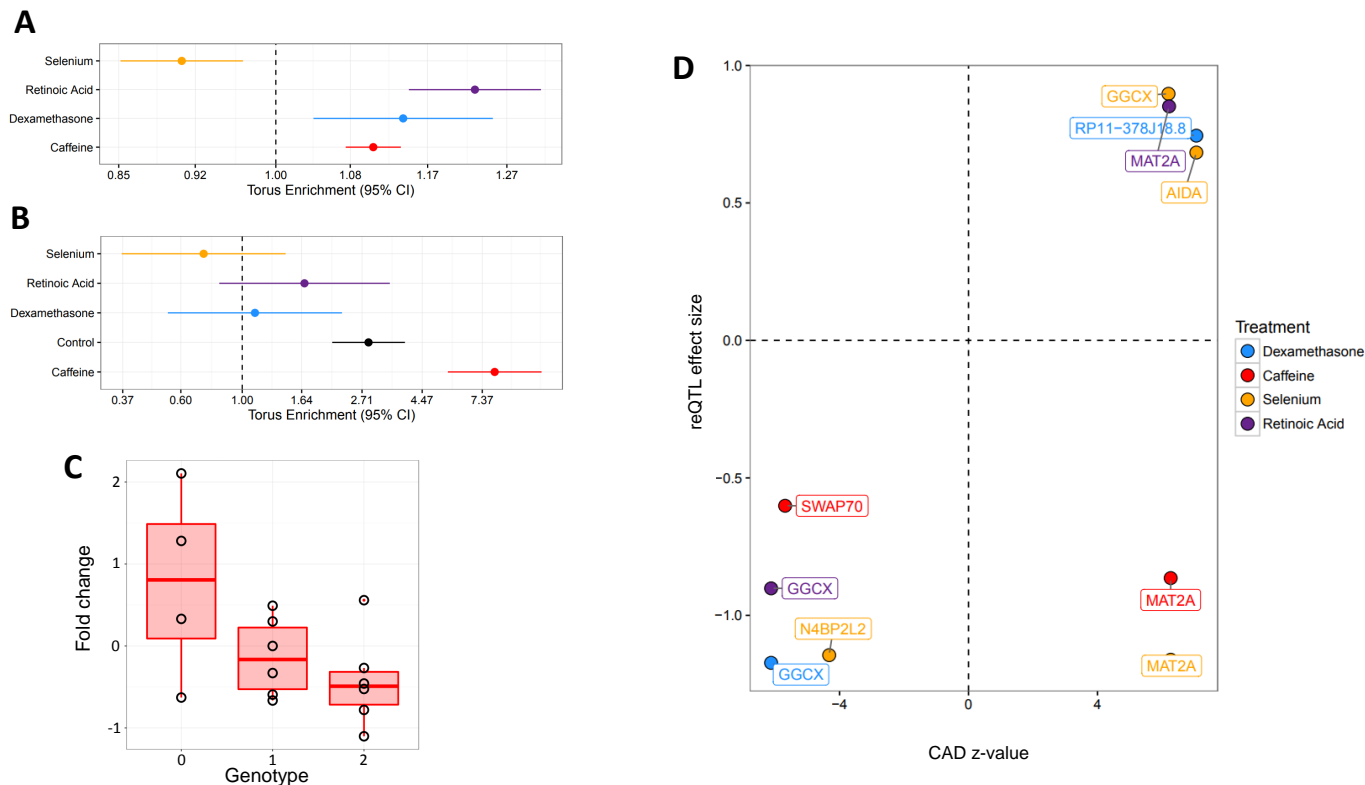 A
Selenium
Retinoic Acid
Dexamethasone
Caffeine
0.85 0.92 1.00 1.08 1.17 1.27
Torus Enrichment (95% CI)
B
Selenium
Retinoic Acid
Dexamethasone
Control
Caffeine
0.37 0.60 1.00 1.64 2.71 4.47 7.37
Torus Enrichment (95% CI)
C
2
1
0
-1
Fold change
0 1 2
Genotype
D
1.0
0.5
0.0
−0.5
−1.0
reQTL effect size
GGCX
RP11−378J18.8
MAT2A
AIDA
SWAP70
GGCX
MAT2A
N4BP2L2
GGCX
MAT2A
−4 0 4
CAD z-value
Treatment
Dexamethasone
Caffeine
Selenium
Retinoic Acid